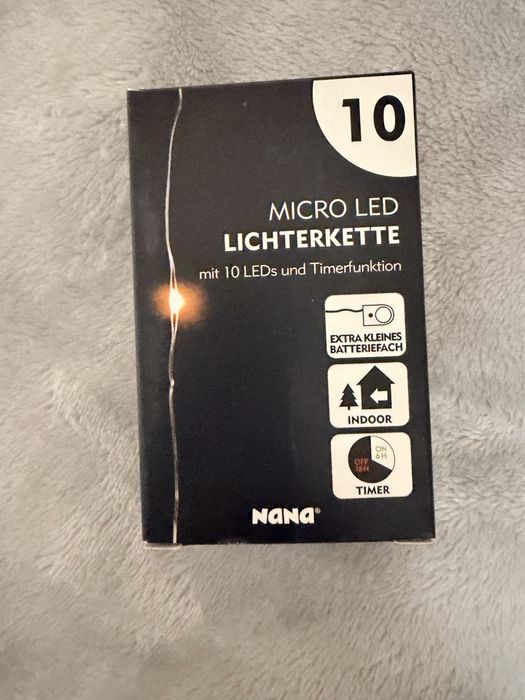 10
MICRO LED
LICHTERKETTE
mit 10 LEDs und Timerfunktion
EXTRA KLEINES
BATTERIEFACH
INDOOR
ON
6H
OFF
18H
TIMER
NANA®